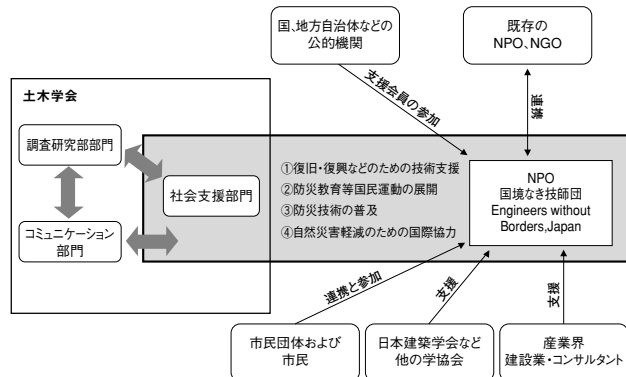 国、地方自治体などの
公的機関
既存の
NPO、NGO
支援会員の参加
連携
土木学会
調査研究部部門
社会支援部門
コミュニケーション
部門
①復旧・復興などのための技術支援
②防災教育等国民運動の展開
③防災技術の普及
④自然災害軽減のための国際協力
NPO
国境なき技師団
Engineers without
Borders,Japan
連携と参加
支援
支援
市民団体および
市民
日本建築学会など
他の学協会
産業界
建設業・コンサルタント